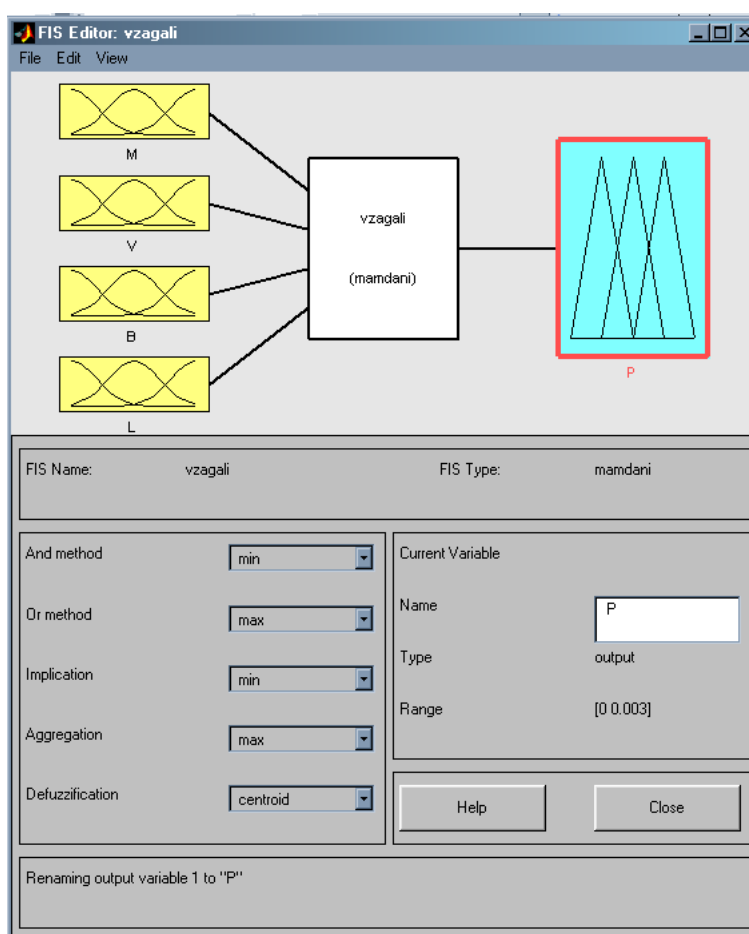 FIS Editor: vzagali
File Edit View
M
V
B
L
vzagali
(mamdani)
P
FIS Name: vzagali FIS Type: mamdani
And method min
Or method max
Implication min
Aggregation max
Defuzzification centroid
Current Variable
Name P
Type output
Range [0 0.003]
Help Close
Renaming output variable 1 to "P"